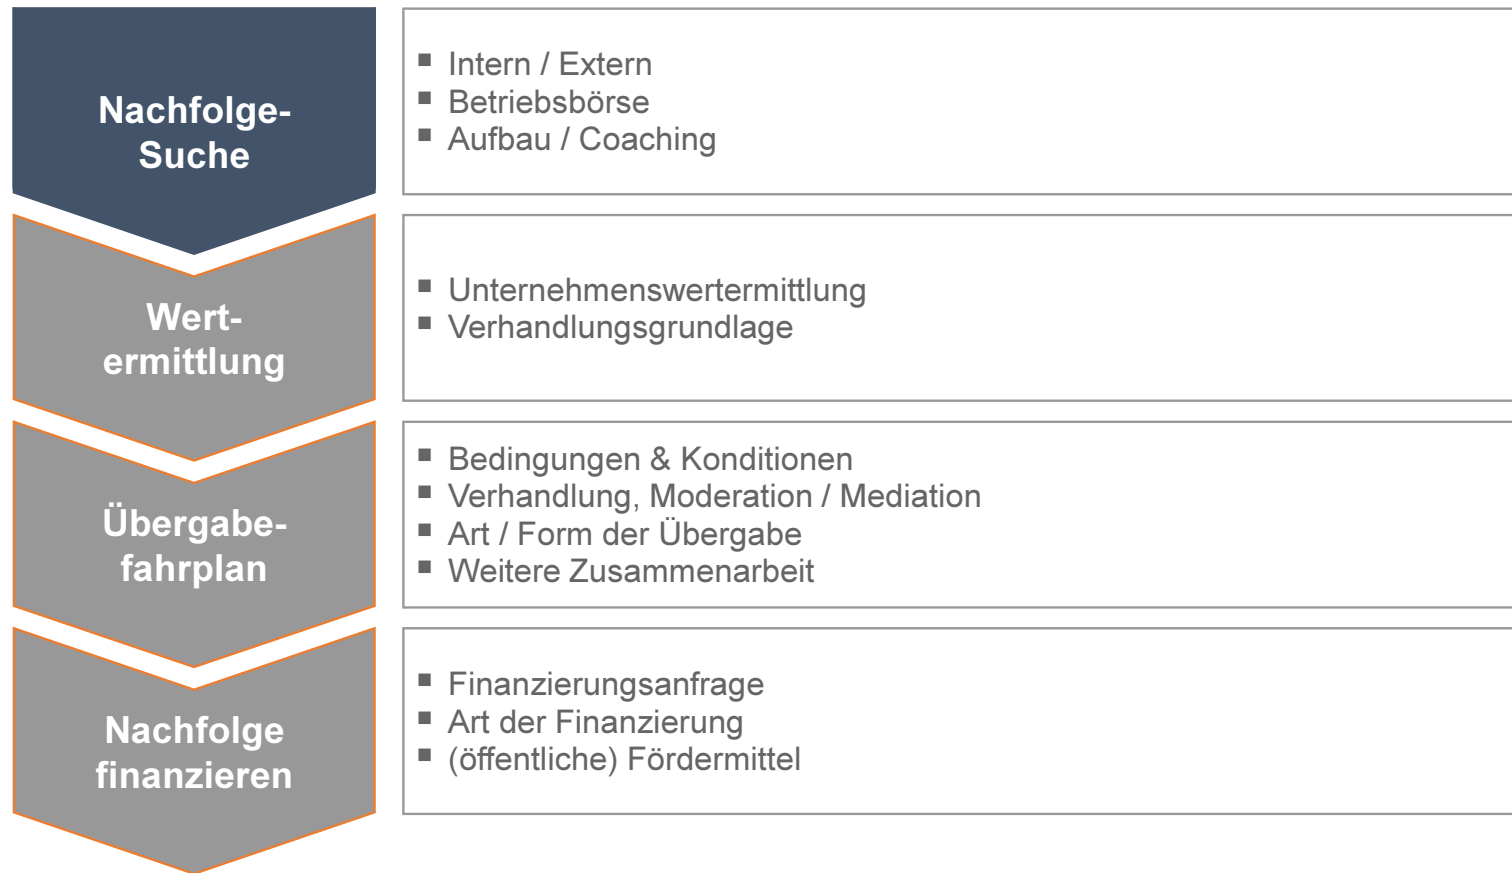 Nachfolge-
Suche
▪ Intern / Extern
▪ Betriebsbörse
▪ Aufbau / Coaching
Wert-
ermittlung
▪ Unternehmenswertermittlung
▪ Verhandlungsgrundlage
Übergabe-
fahrplan
▪ Bedingungen & Konditionen
▪ Verhandlung, Moderation / Mediation
▪ Art / Form der Übergabe
▪ Weitere Zusammenarbeit
Nachfolge
finanzieren
▪ Finanzierungsanfrage
▪ Art der Finanzierung
▪ (öffentliche) Fördermittel